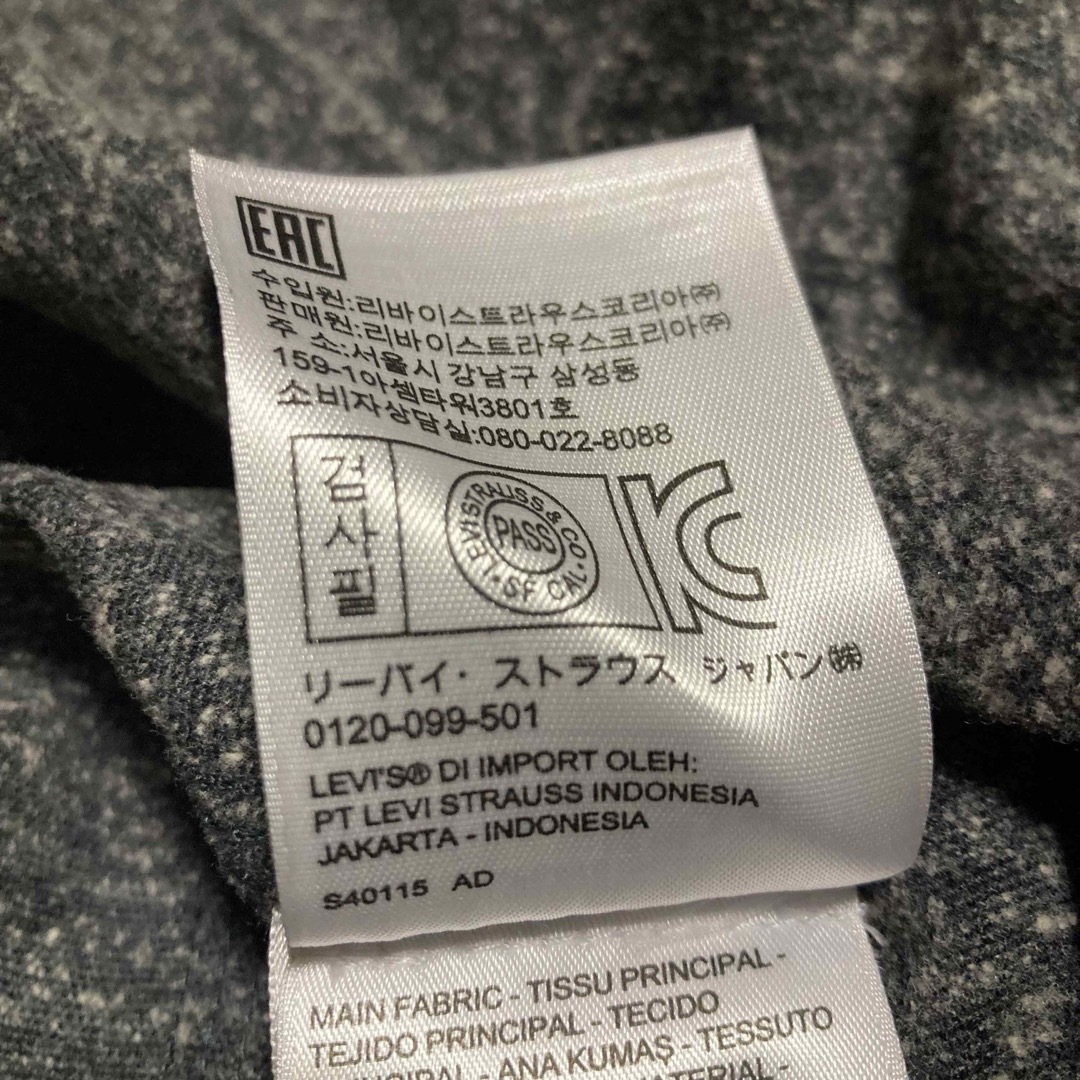 EAC
수입원:리바이스트라우스코리아㈜
판매원:리바이스트라우스코리아㈜
주 소:서울시 강남구 삼성동
159-1아셈타워3801호
소비자상담실:080-022-8088
검사필
LEVI STRAUSS & CO
PASS
SF CAL.
KC
リーバイ・ストラウス ジャパン㈱
0120-099-501
LEVI'S® DI IMPORT OLEH:
PT LEVI STRAUSS INDONESIA
JAKARTA - INDONESIA
S40115 AD
MAIN FABRIC - TISSU PRINCIPAL -
TEJIDO PRINCIPAL - TECIDO
- ANA KUMAŞ - TESSUTO